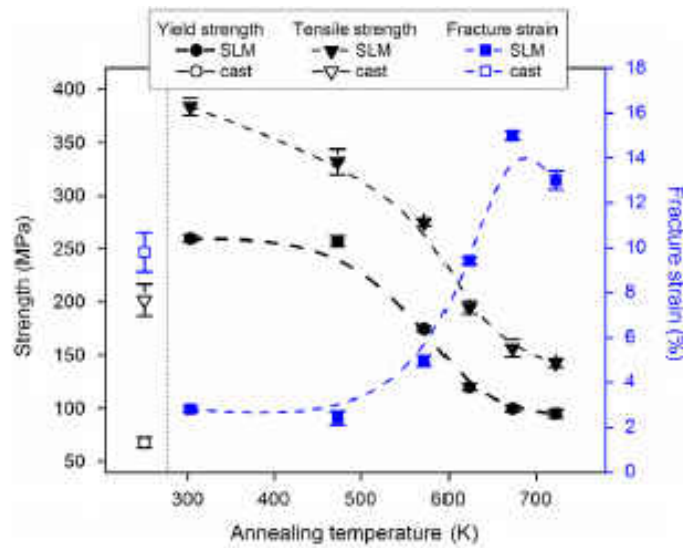 Yield strength Tensile strength Fracture strain
SLM SLM SLM
cast cast cast
400
350
300
250
200
150
100
50
Strength (MPa)
18
16
14
12
10
8
6
4
2
0
Fracture strain (%)
300 400 500 600 700
Annealing temperature (K)